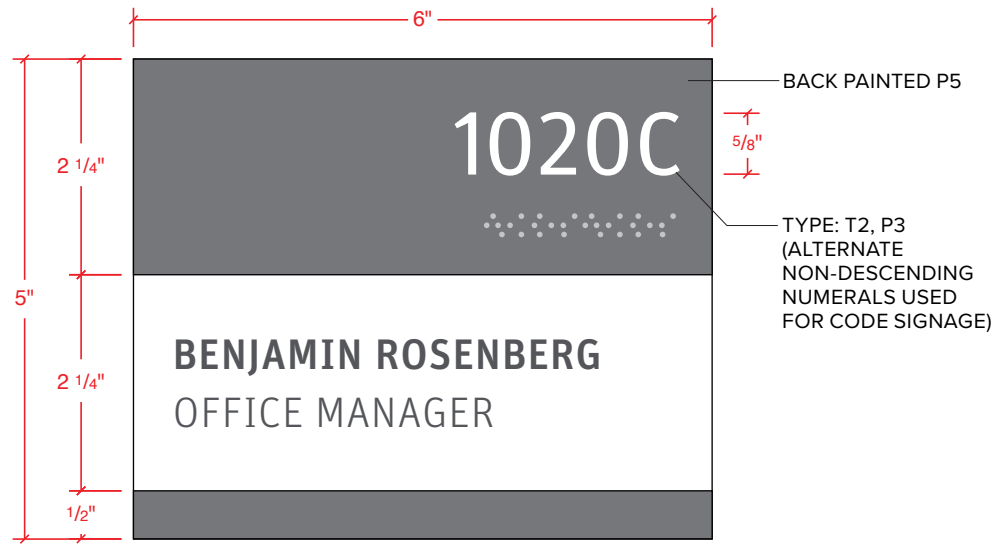 6"
BACK PAINTED P5
1020C
5/8"
2 1/4"
TYPE: T2, P3
(ALTERNATE
NON-DESCENDING
NUMERALS USED
FOR CODE SIGNAGE)
5"
BENJAMIN ROSENBERG
2 1/4"
OFFICE MANAGER
1/2"